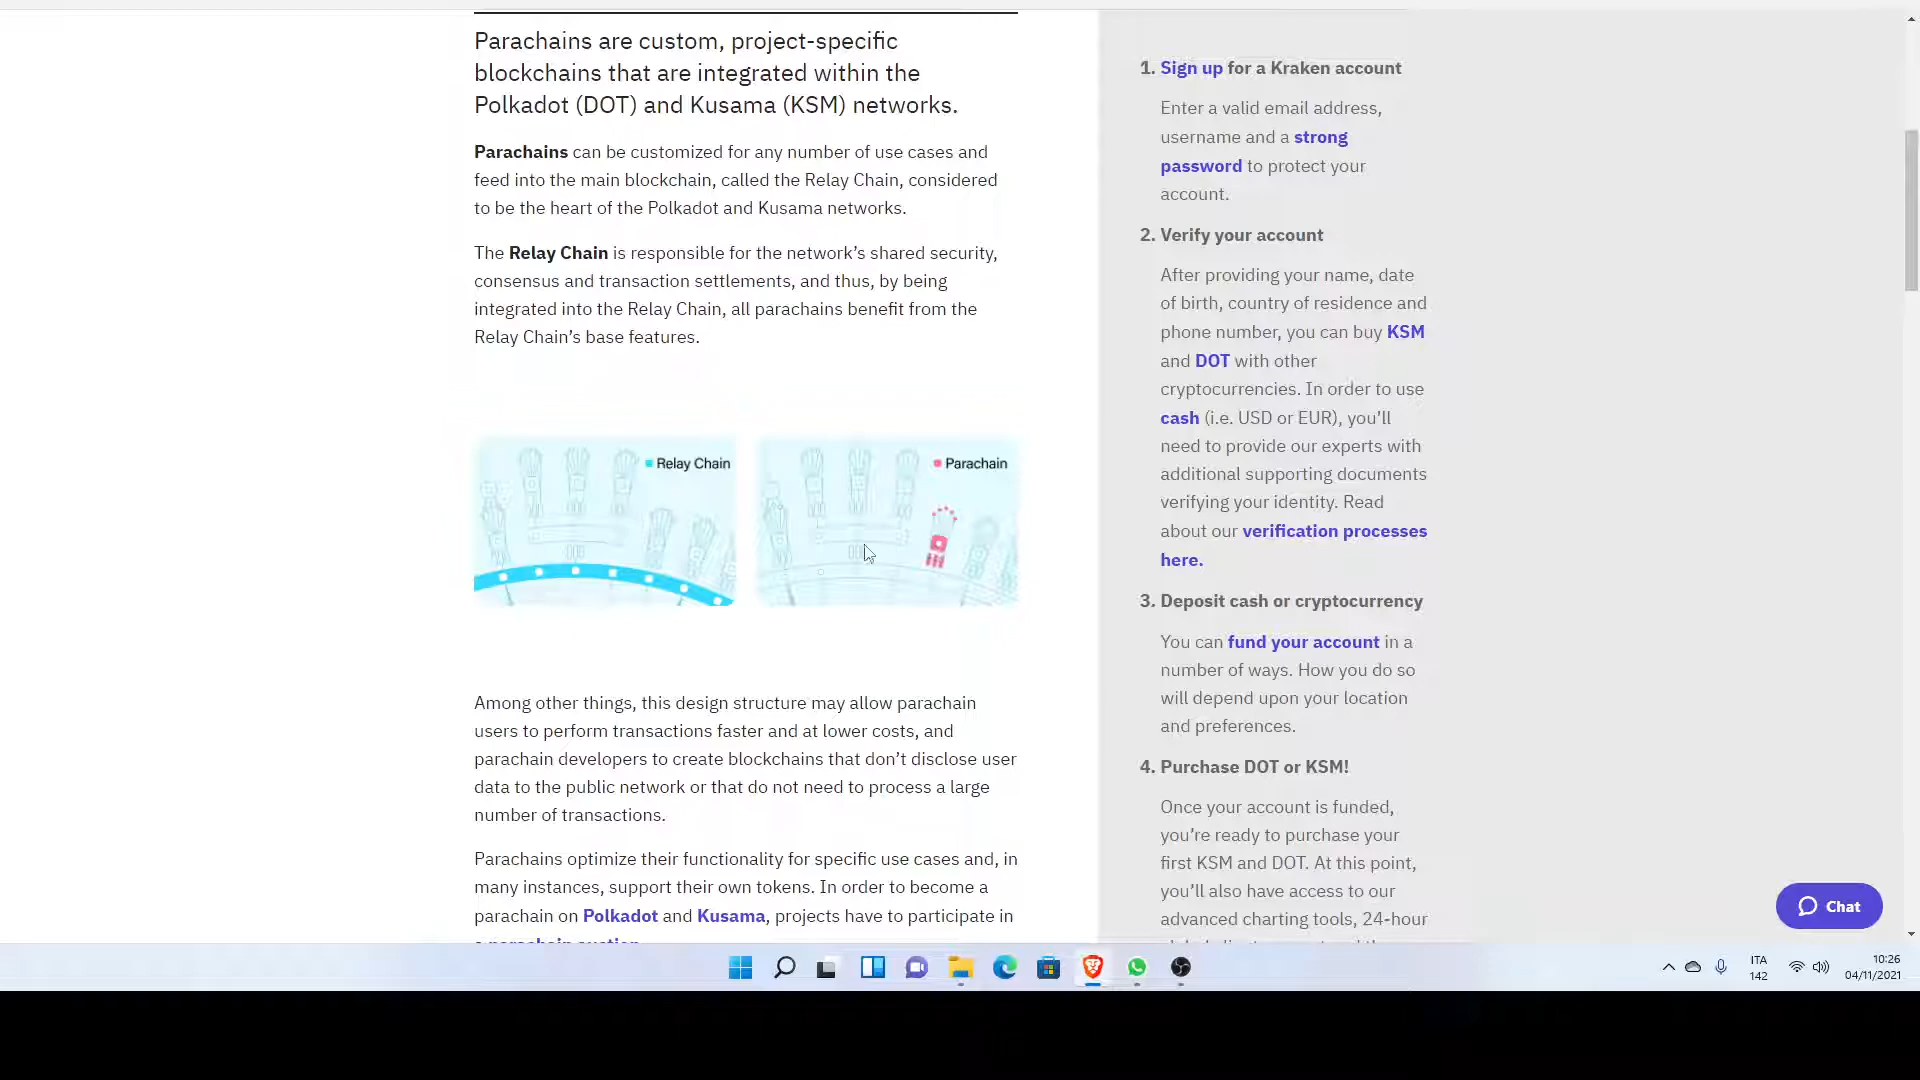 Parachains are custom, project-specific
blockchains that are integrated within the
Polkadot (DOT) and Kusama (KSM) networks.
Parachains can be customized for any number of use cases and
feed into the main blockchain, called the Relay Chain, considered
to be the heart of the Polkadot and Kusama networks.
The Relay Chain is responsible for the network’s shared security,
consensus and transaction settlements, and thus, by being
integrated into the Relay Chain, all parachains benefit from the
Relay Chain’s base features.
Relay Chain
Parachain
Among other things, this design structure may allow parachain
users to perform transactions faster and at lower costs, and
parachain developers to create blockchains that don’t disclose user
data to the public network or that do not need to process a large
number of transactions.
Parachains optimize their functionality for specific use cases and, in
many instances, support their own tokens. In order to become a
parachain on Polkadot and Kusama, projects have to participate in
a parachain auction
1. Sign up for a Kraken account
Enter a valid email address,
username and a strong
password to protect your
account.
2. Verify your account
After providing your name, date
of birth, country of residence and
phone number, you can buy KSM
and DOT with other
cryptocurrencies. In order to use
cash (i.e. USD or EUR), you’ll
need to provide our experts with
additional supporting documents
verifying your identity. Read
about our verification processes
here.
3. Deposit cash or cryptocurrency
You can fund your account in a
number of ways. How you do so
will depend upon your location
and preferences.
4. Purchase DOT or KSM!
Once your account is funded,
you’re ready to purchase your
first KSM and DOT. At this point,
you’ll also have access to our
advanced charting tools, 24-hour
Chat
ITA
142
10:26
04/11/2021